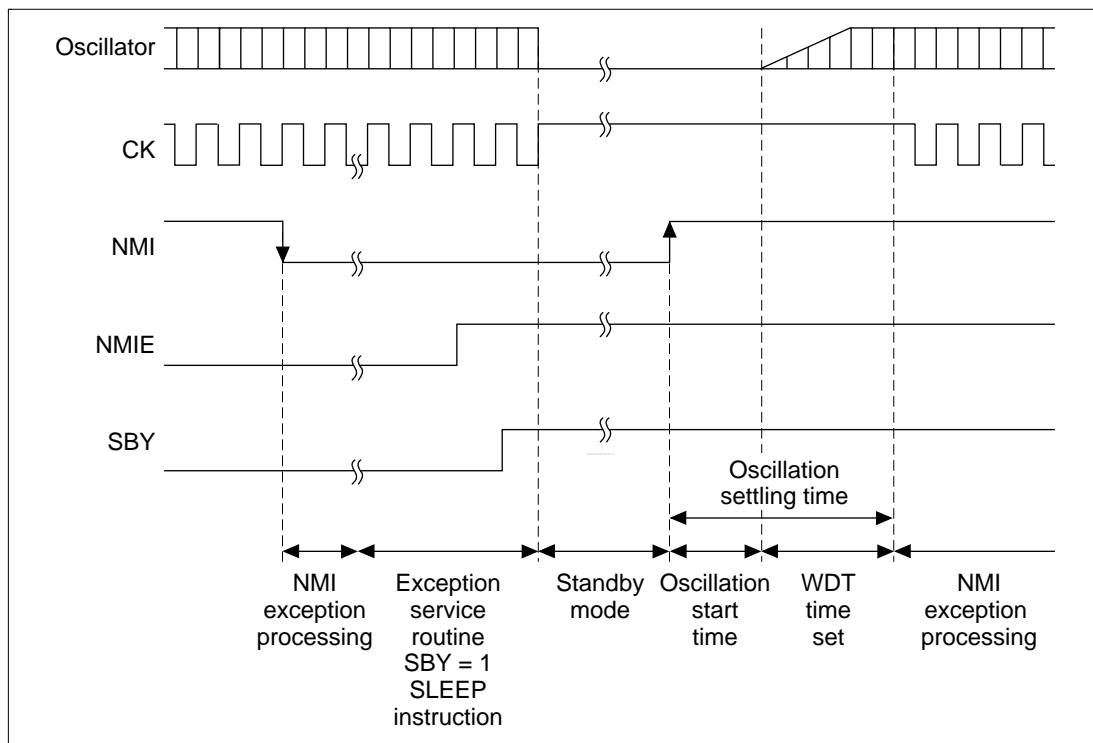 Oscillator
CK
NMI
NMIE
SBY
Oscillation
settling time
NMI
exception
processing
Exception
service
routine
SBY = 1
SLEEP
instruction
Standby
mode
Oscillation
start
time
WDT
time
set
NMI
exception
processing